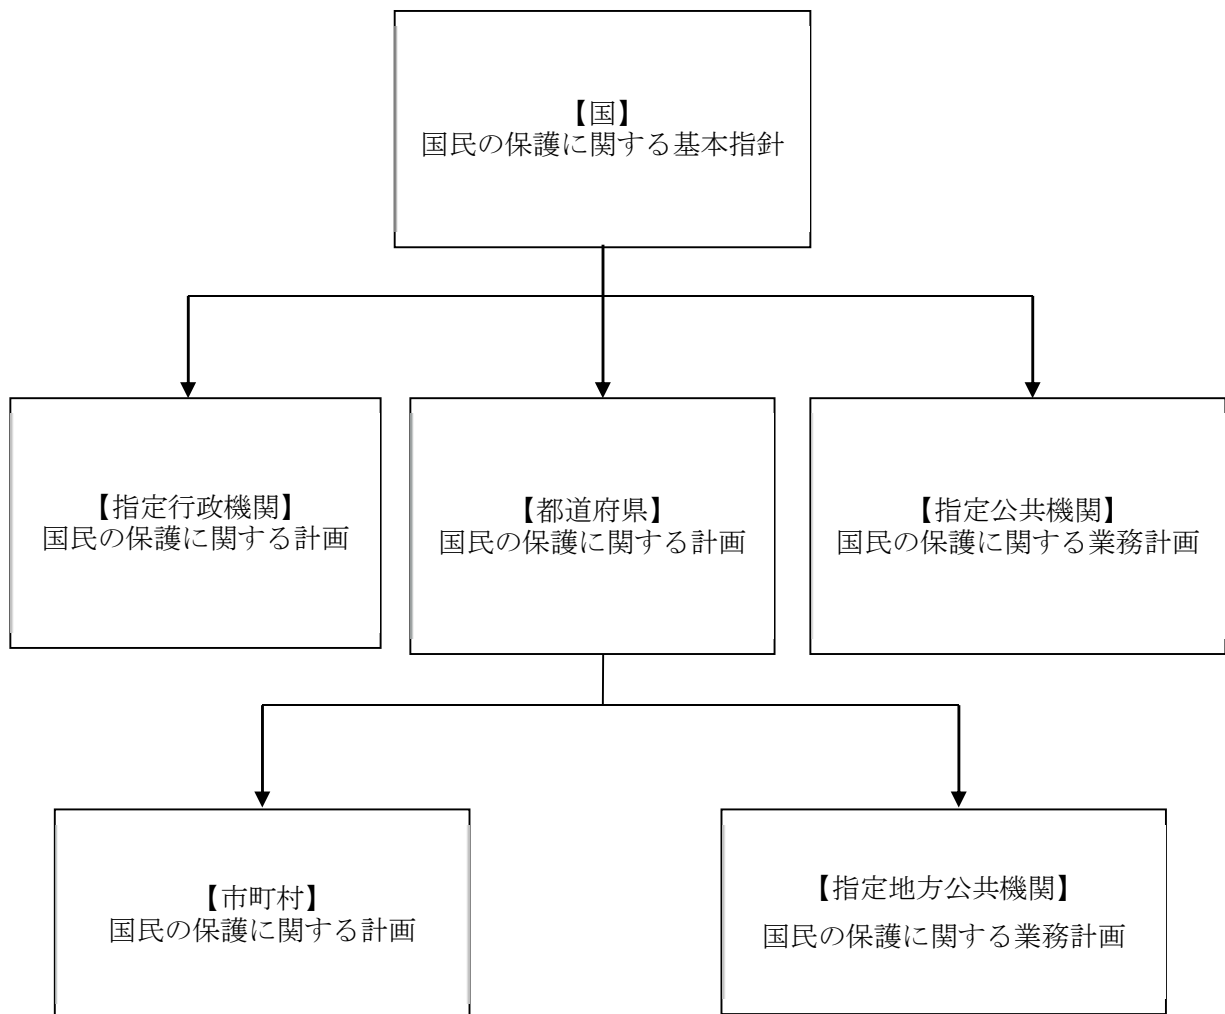 【国】
国民の保護に関する基本指針
【指定行政機関】
国民の保護に関する計画
【都道府県】
国民の保護に関する計画
【指定公共機関】
国民の保護に関する業務計画
【市町村】
国民の保護に関する計画
【指定地方公共機関】
国民の保護に関する業務計画